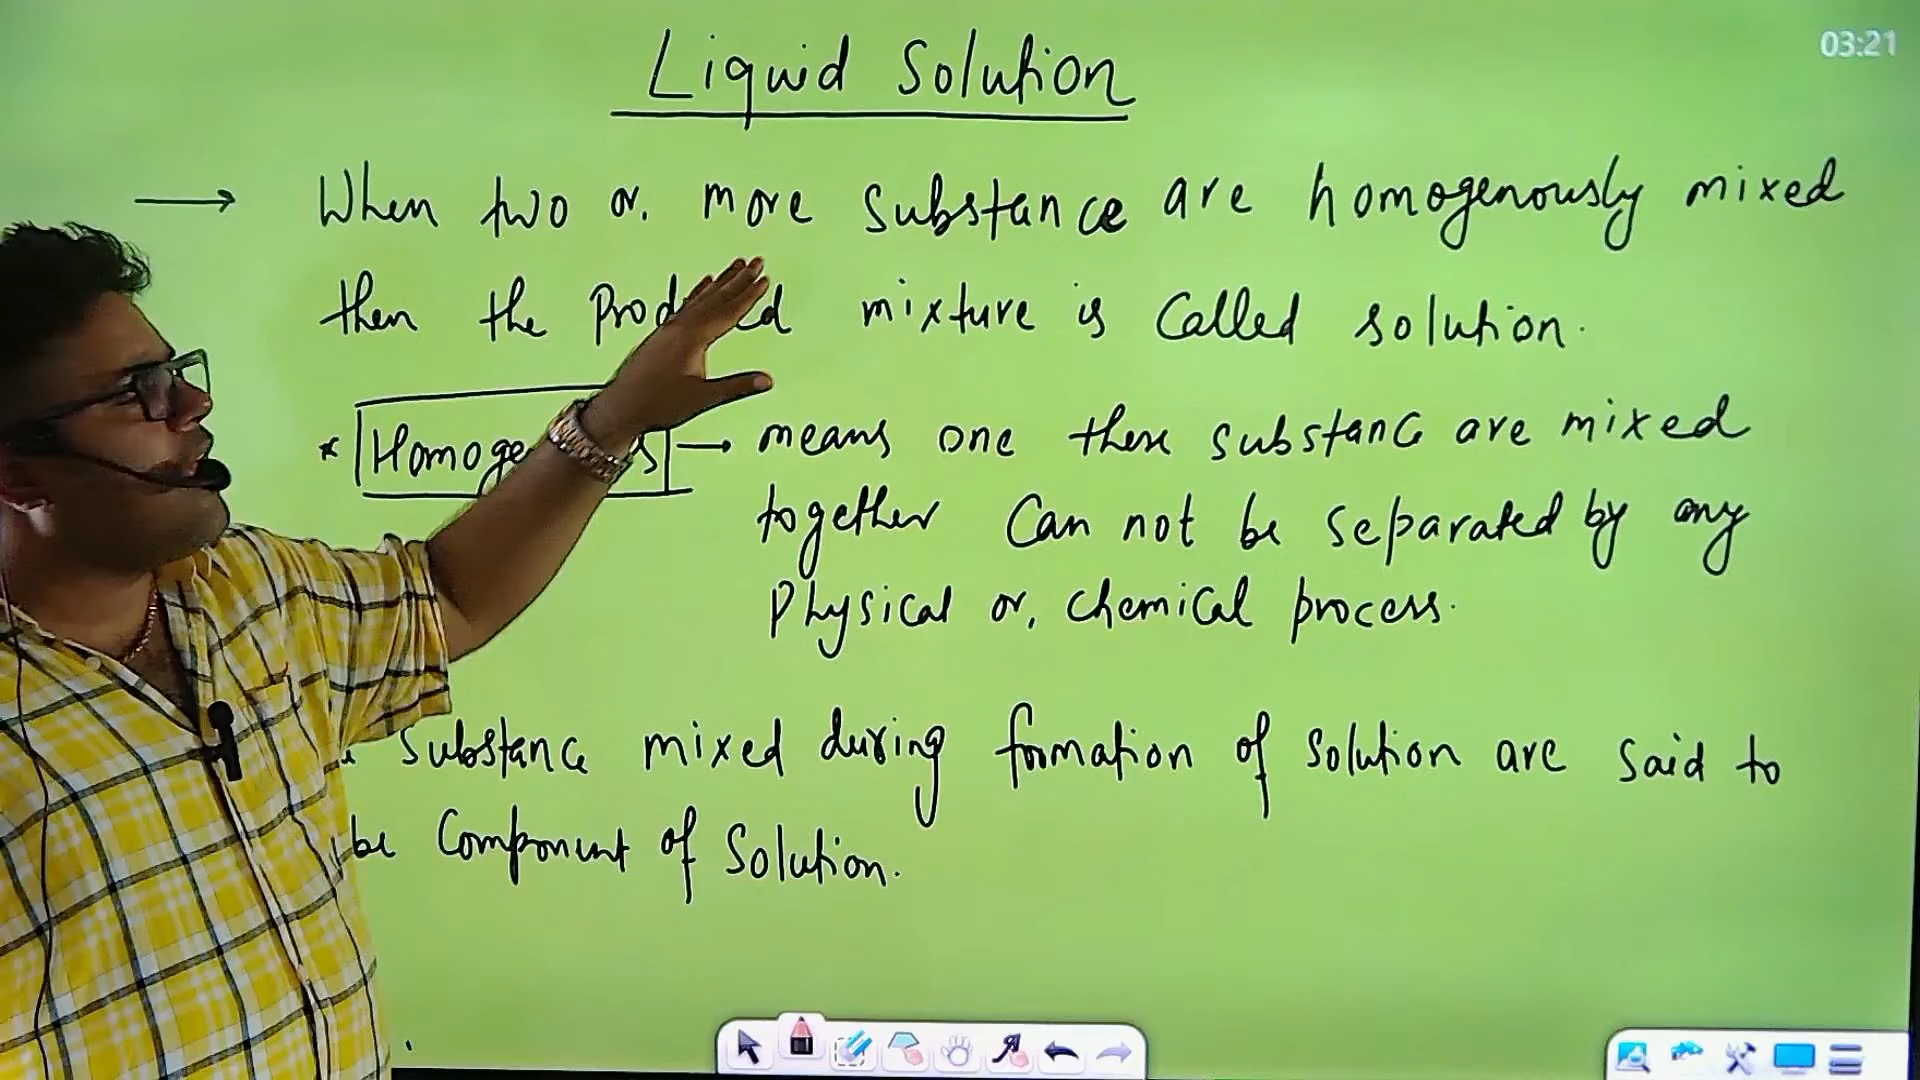 03:21
Liquid Solution
When two or. more substance are homogenously mixed
then the mixture is called solution.
* → means one these substance are mixed
together can not be separated by any
Physical or, chemical process.
* Substance mixed during formation of solution are said to
be Component of Solution.